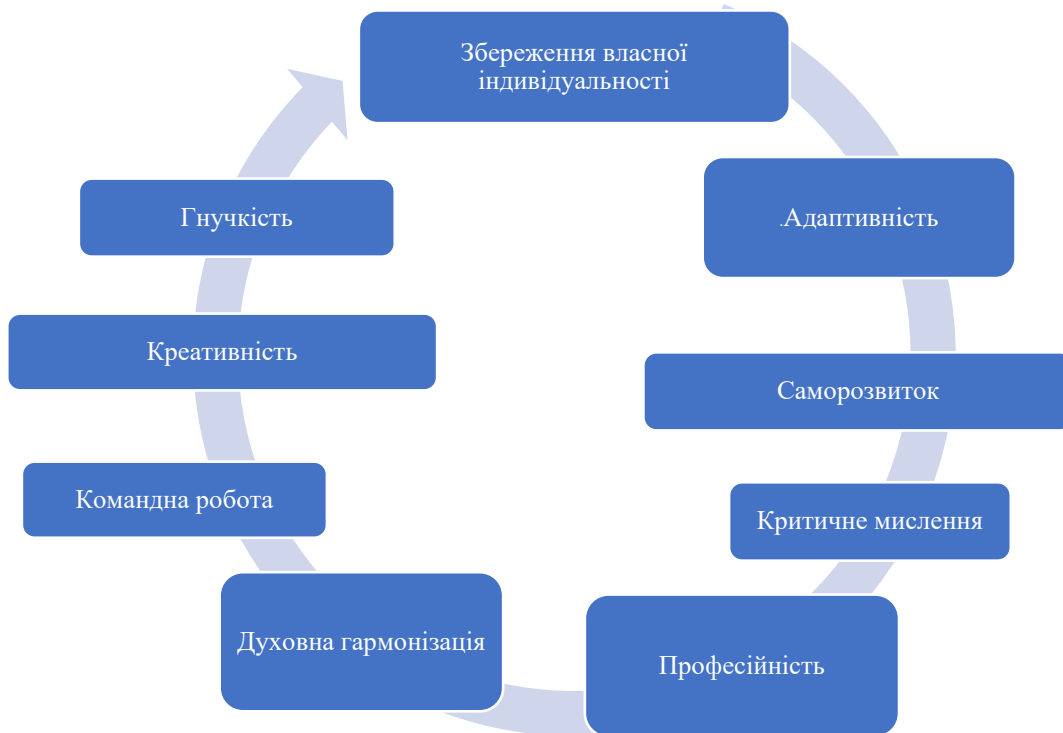 Збереження власної
індивідуальності
.Адаптивність
Саморозвиток
Критичне мислення
Професійність
Духовна гармонізація
Командна робота
Креативність
Гнучкість